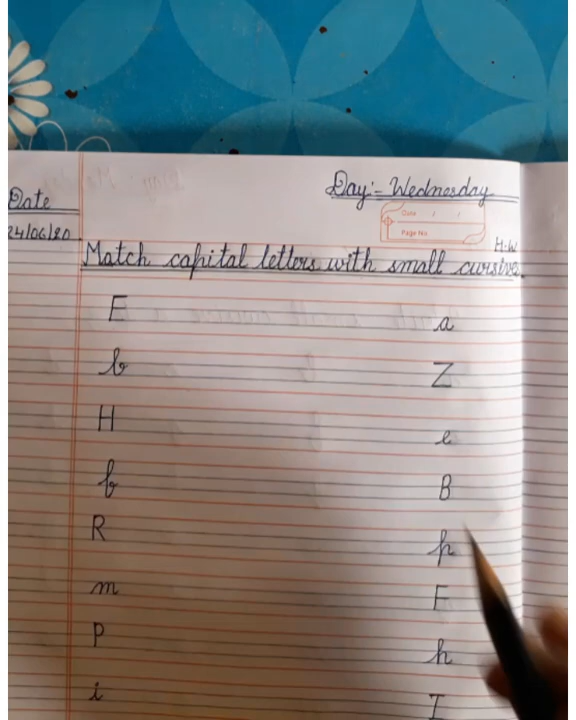 Day:- Wednesday
Date
24/06/20
Date / /
Page No.
H.W
Match capital letters with small cursive.
E a
b Z
H e
f B
R p
m F
P h
i I